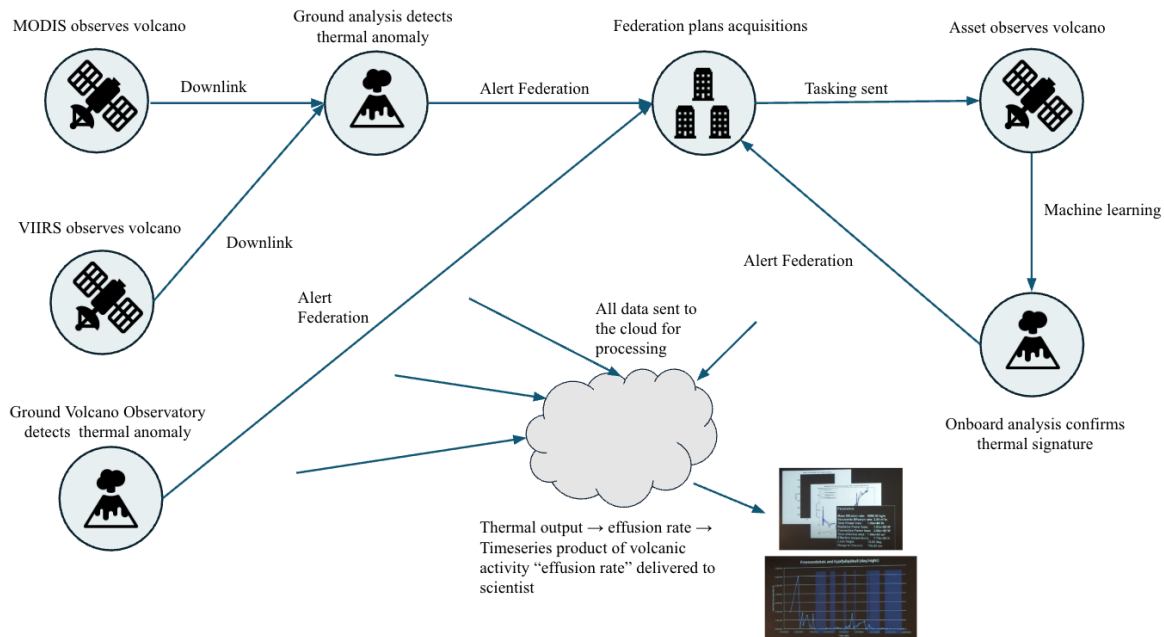 MODIS observes volcano
Ground analysis detects
thermal anomaly
Federation plans acquisitions
Asset observes volcano
Downlink
Alert Federation
Tasking sent
VIIRS observes volcano
Downlink
Machine learning
Alert Federation
Alert
Federation
All data sent to
the cloud for
processing
Ground Volcano Observatory
detects thermal anomaly
Onboard analysis confirms
thermal signature
Thermal output → effusion rate →
Timeseries product of volcanic
activity “effusion rate” delivered to
scientist